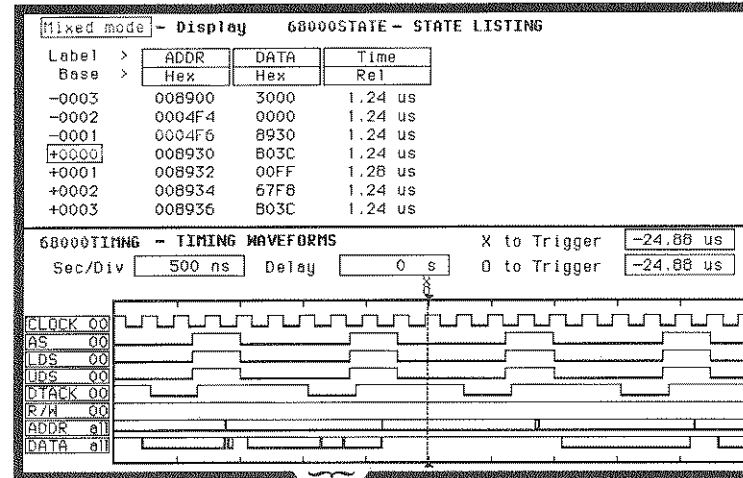 Mixed mode - Display 68000STATE - STATE LISTING
Label > ADDR DATA Time
Base > Hex Hex Rel
-0003 008900 3000 1.24 us
-0002 0004F4 0000 1.24 us
-0001 0004F6 8930 1.24 us
+0000 008930 B03C 1.24 us
+0001 008932 00FF 1.28 us
+0002 008934 67F8 1.24 us
+0003 008936 B03C 1.24 us
68000TIMNG - TIMING WAVEFORMS X to Trigger -24.88 us
Sec/Div 500 ns Delay 0 s O to Trigger -24.88 us
CLOCK 00
AS 00
LDS 00
UDS 00
DTACK 00
R/W 00
ADDR all
DATA all